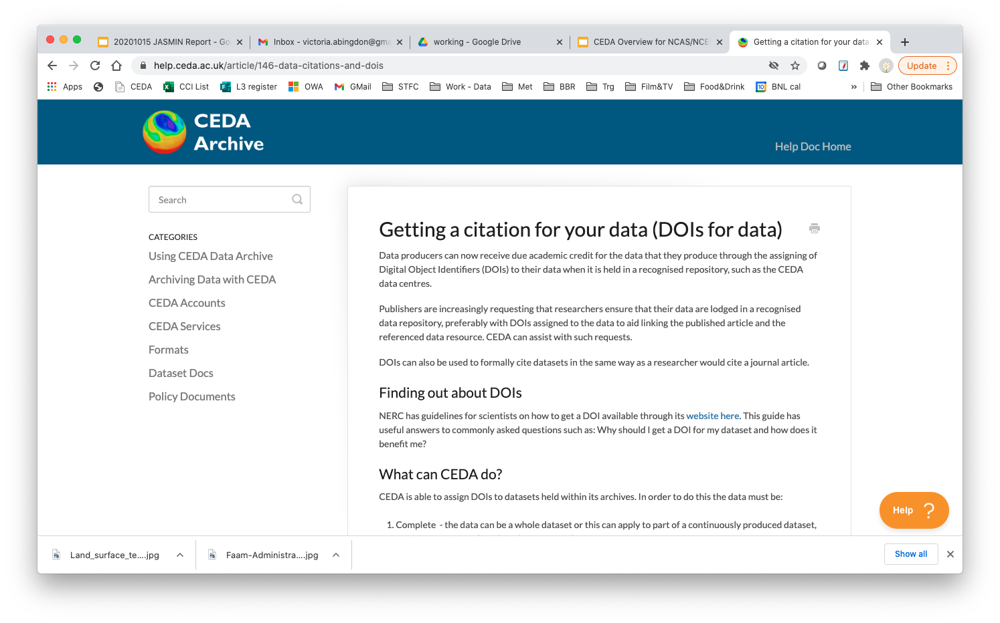 20201015 JASMIN Report - Go
Inbox - victoria.abingdon@gma
working - Google Drive
CEDA Overview for NCAS/NCE
Getting a citation for your data
help.ceda.ac.uk/article/146-data-citations-and-dois
Update
Apps
CEDA
CCI List
L3 register
OWA
GMail
STFC
Work - Data
Met
BBR
Trg
Film&TV
Food&Drink
10
BNL cal
»
Other Bookmarks
CEDA
Archive
Help Doc Home
Search
CATEGORIES
Using CEDA Data Archive
Archiving Data with CEDA
CEDA Accounts
CEDA Services
Formats
Dataset Docs
Policy Documents
Getting a citation for your data (DOIs for data)
Data producers can now receive due academic credit for the data that they produce through the assigning of
Digital Object Identifiers (DOIs) to their data when it is held in a recognised repository, such as the CEDA
data centres.
Publishers are increasingly requesting that researchers ensure that their data are lodged in a recognised
data repository, preferably with DOIs assigned to the data to aid linking the published article and the
referenced data resource. CEDA can assist with such requests.
DOIs can also be used to formally cite datasets in the same way as a researcher would cite a journal article.
Finding out about DOIs
NERC has guidelines for scientists on how to get a DOI available through its website here. This guide has
useful answers to commonly asked questions such as: Why should I get a DOI for my dataset and how does it
benefit me?
What can CEDA do?
CEDA is able to assign DOIs to datasets held within its archives. In order to do this the data must be:
1. Complete - the data can be a whole dataset or this can apply to part of a continuously produced dataset,
Help ?
Land_surface_te....jpg
Faam-Administra....jpg
Show all